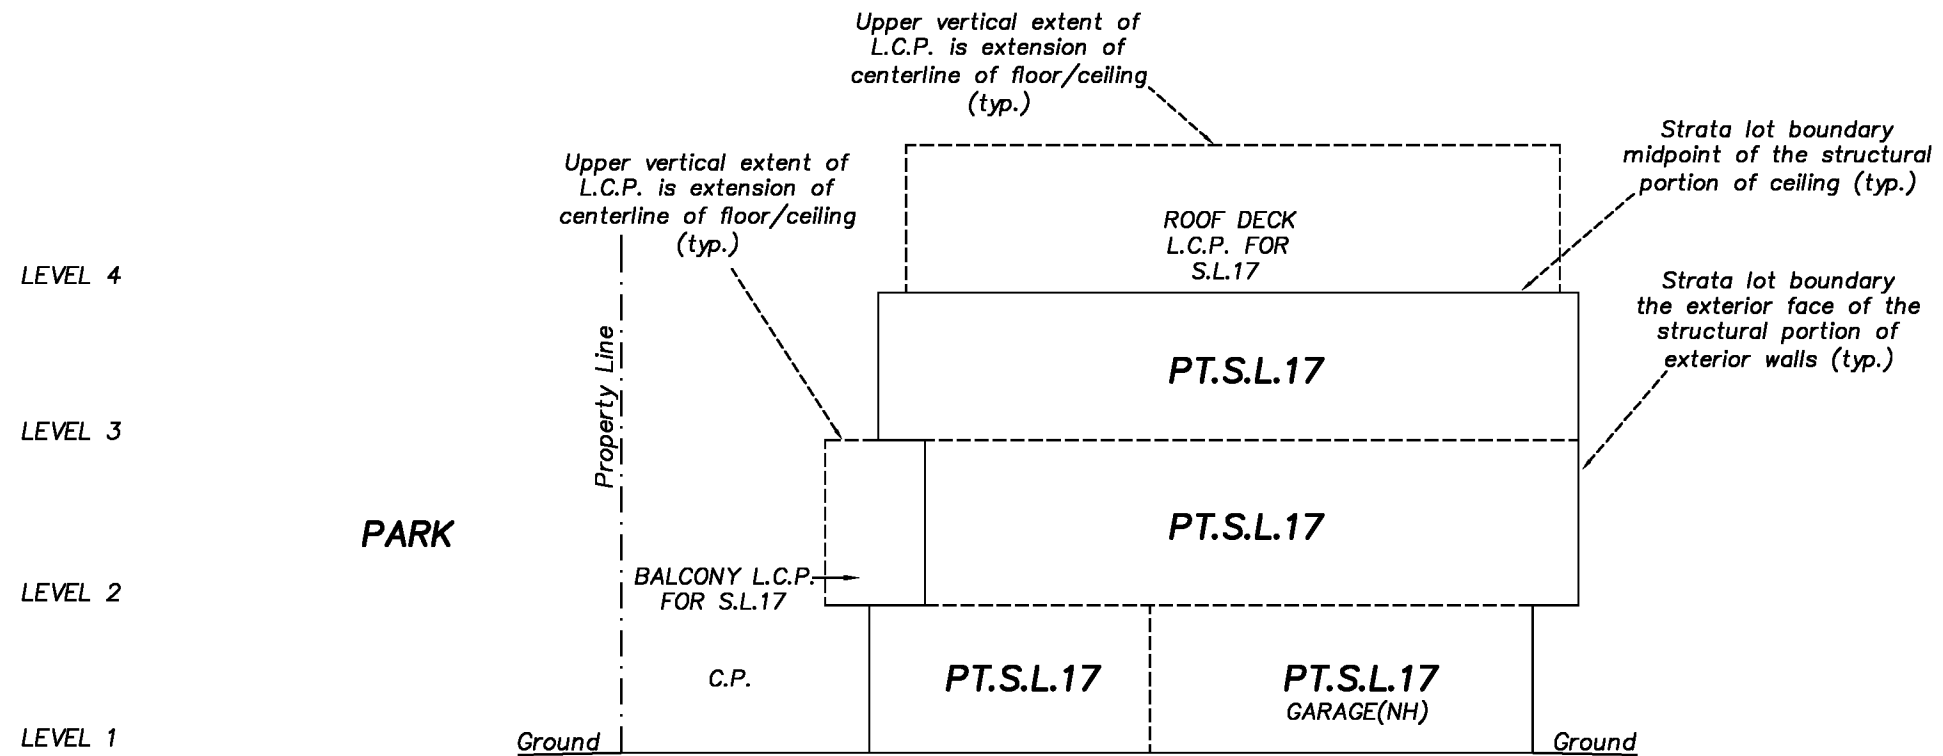 Upper vertical extent of
L.C.P. is extension of
centerline of floor/ceiling
(typ.)
Upper vertical extent of
L.C.P. is extension of
centerline of floor/ceiling
(typ.)
Strata lot boundary
midpoint of the structural
portion of ceiling (typ.)
ROOF DECK
L.C.P. FOR
S.L.17
LEVEL 4
Strata lot boundary
the exterior face of the
structural portion of
exterior walls (typ.)
Property Line
PT.S.L.17
LEVEL 3
PARK
PT.S.L.17
BALCONY L.C.P.
FOR S.L.17
LEVEL 2
C.P.
PT.S.L.17
PT.S.L.17
GARAGE(NH)
LEVEL 1
Ground
Ground